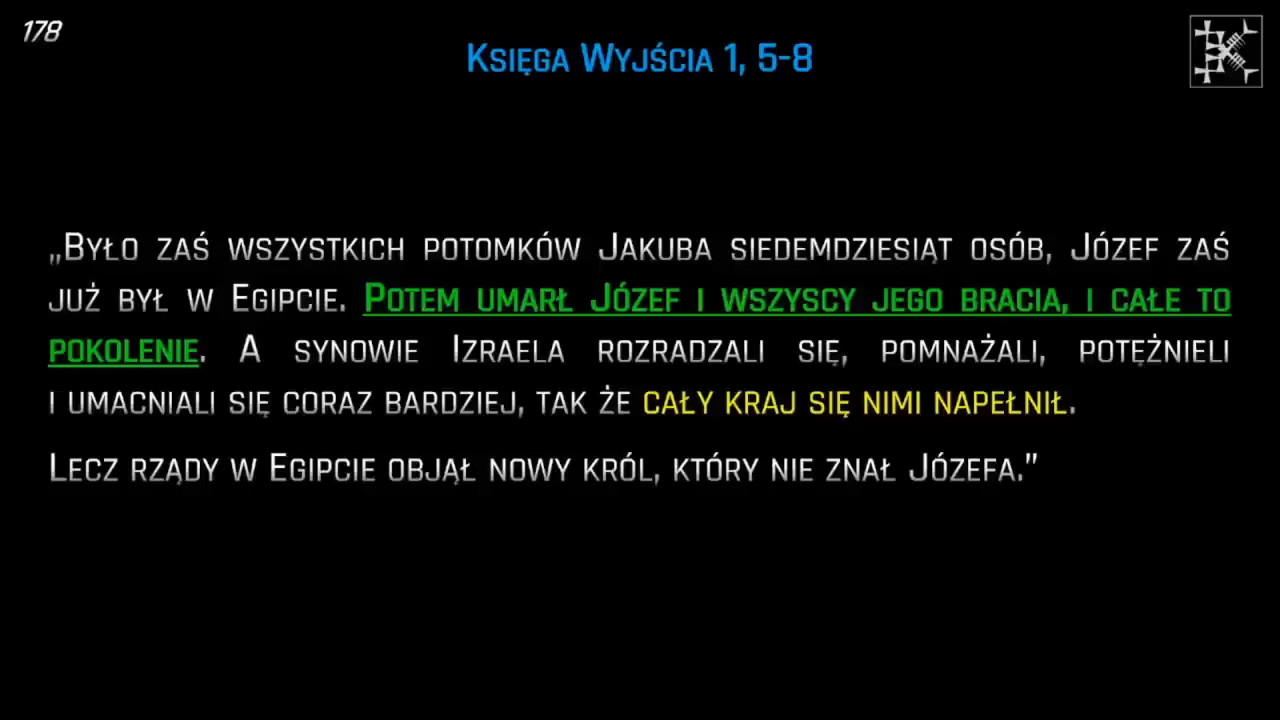 178
Księga Wyjścia 1, 5-8
„Było zaś wszystkich potomków Jakuba siedemdziesiąt osób, Józef zaś
już był w Egipcie. Potem umarł Józef i wszyscy jego bracia, i całe to
pokolenie. A synowie Izraela rozradzali się, pomnażali, potężnieli
i umacniali się coraz bardziej, tak że cały kraj się nimi napełnił.
Lecz rządy w Egipcie objął nowy król, który nie znał Józefa.”